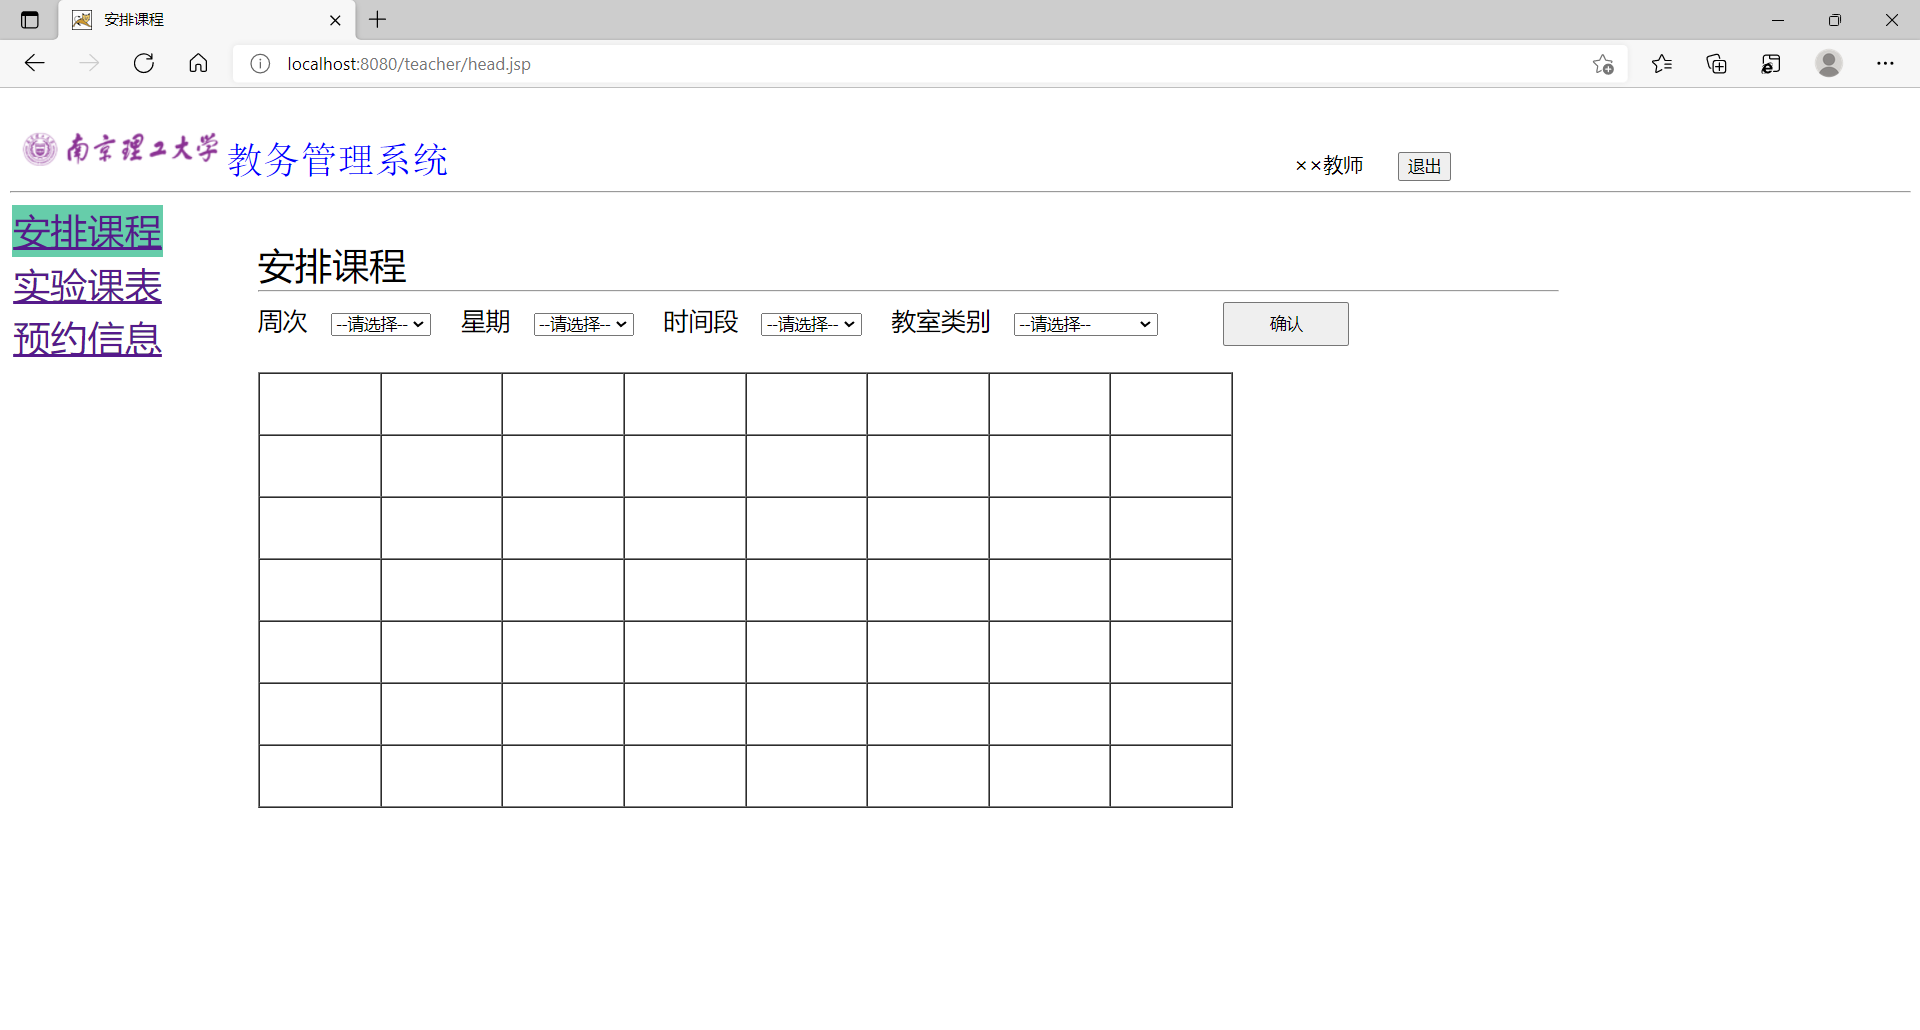 安排课程
localhost:8080/teacher/head.jsp
南京理工大学 教务管理系统
××教师 退出
安排课程
实验课表
预约信息
安排课程
周次 --请选择-- 星期 --请选择-- 时间段 --请选择-- 教室类别 --请选择-- 确认